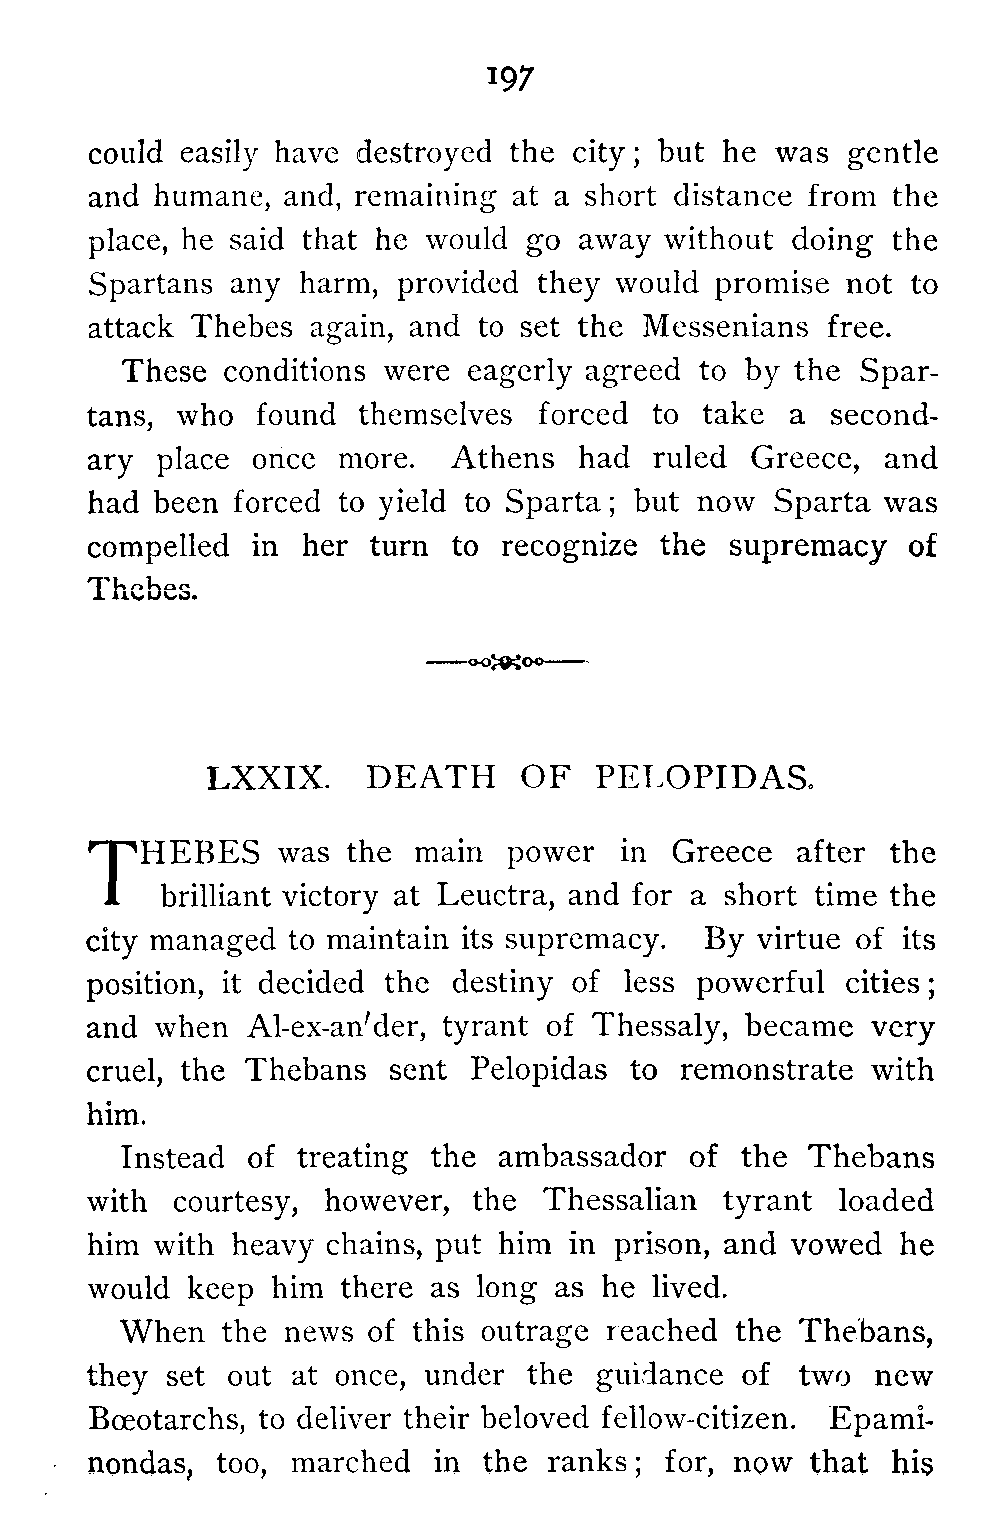 197
could easily have destroyed the city; but he was gentle
and humane, and, remaining at a short distance from the
place, he said that he would go away without doing the
Spartans any harm, provided they would promise not to
attack Thebes again, and to set the Messenians free.
These conditions were eagerly agreed to by the Spar-
tans, who found themselves forced to take a second-
ary place once more. Athens had ruled Greece, and
had been forced to yield to Sparta; but now Sparta was
compelled in her turn to recognize the supremacy of
Thebes.
LXXIX. DEATH OF PELOPIDAS.
THEBES was the main power in Greece after the
brilliant victory at Leuctra, and for a short time the
city managed to maintain its supremacy. By virtue of its
position, it decided the destiny of less powerful cities;
and when Al-ex-an′der, tyrant of Thessaly, became very
cruel, the Thebans sent Pelopidas to remonstrate with
him.
Instead of treating the ambassador of the Thebans
with courtesy, however, the Thessalian tyrant loaded
him with heavy chains, put him in prison, and vowed he
would keep him there as long as he lived.
When the news of this outrage reached the Thebans,
they set out at once, under the guidance of two new
Bœotarchs, to deliver their beloved fellow-citizen. Epami-
nondas, too, marched in the ranks; for, now that his